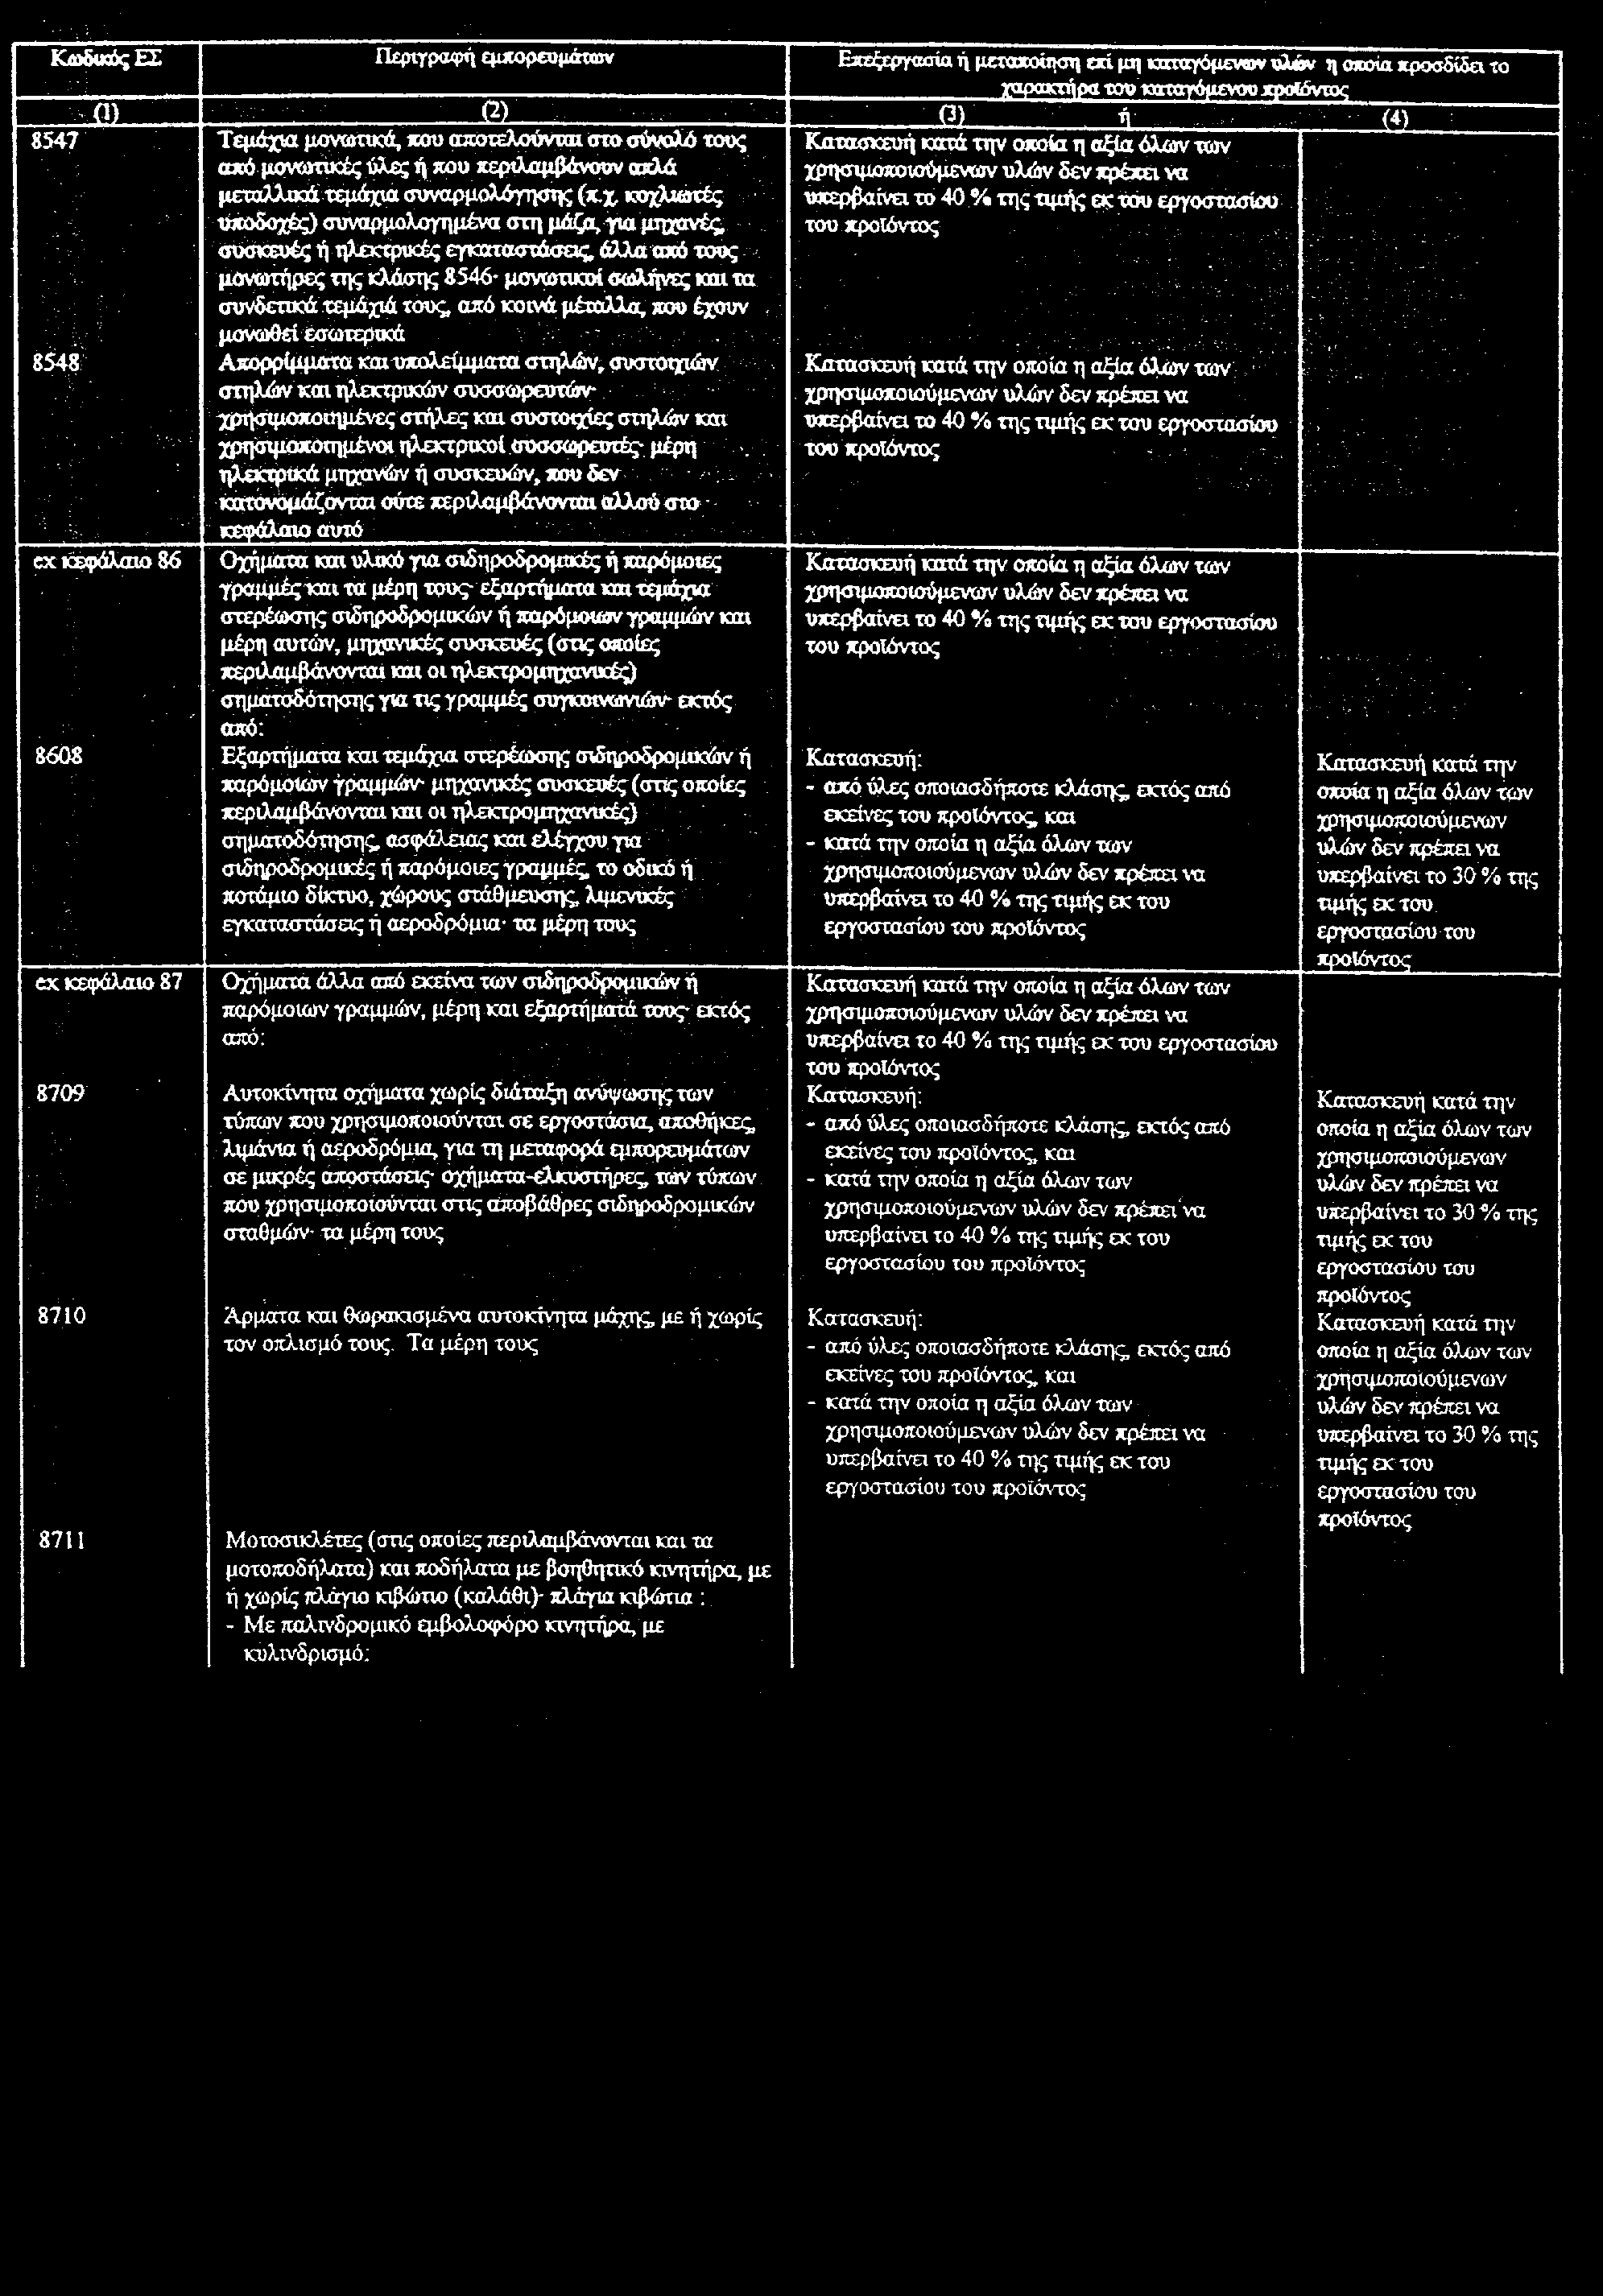 Κωδικός ΕΣ
Περιγραφή εμπορευμάτων
Επεξεργασία ή μεταποίηση επί μη καταγόμενων υλών η οποία προσδίδει το
χαρακτήρα του καταγόμενου προϊόντος
(1)
(2)
(3) ή (4)
8547
Τεμάχια μονωτικά, που αποτελούνται στο σύνολό τους
από μονωτικές ύλες ή που περιλαμβάνουν απλά
μεταλλικά τεμάχια συναρμολόγησης (π.χ. κοχλιωτές
υποδοχές) συναρμολογημένα στη μάζα, για μηχανές,
συσκευές ή ηλεκτρικές εγκαταστάσεις, άλλα από τους
μονωτήρες της κλάσης 8546· μονωτικοί σωλήνες και τα
συνδετικά τεμάχιά τους, από κοινά μέταλλα, που έχουν
μονωθεί εσωτερικά
Κατασκευή κατά την οποία η αξία όλων των
χρησιμοποιούμενων υλών δεν πρέπει να
υπερβαίνει το 40 % της τιμής εκ του εργοστασίου
του προϊόντος
8548
Απορρίμματα και υπολείμματα στηλών, συστοιχιών
στηλών και ηλεκτρικών συσσωρευτών·
χρησιμοποιημένες στήλες και συστοιχίες στηλών και
χρησιμοποιημένοι ηλεκτρικοί συσσωρευτές· μέρη
ηλεκτρικά μηχανών ή συσκευών, που δεν
κατονομάζονται ούτε περιλαμβάνονται αλλού στο
κεφάλαιο αυτό
Κατασκευή κατά την οποία η αξία όλων των
χρησιμοποιούμενων υλών δεν πρέπει να
υπερβαίνει το 40 % της τιμής εκ του εργοστασίου
του προϊόντος
ex κεφάλαιο 86
Οχήματα και υλικό για σιδηροδρομικές ή παρόμοιες
γραμμές και τα μέρη τους· εξαρτήματα και τεμάχια
στερέωσης σιδηροδρομικών ή παρόμοιων γραμμών και
μέρη αυτών, μηχανικές συσκευές (στις οποίες
περιλαμβάνονται και οι ηλεκτρομηχανικές)
σηματοδότησης για τις γραμμές συγκοινωνιών· εκτός
από:
Κατασκευή κατά την οποία η αξία όλων των
χρησιμοποιούμενων υλών δεν πρέπει να
υπερβαίνει το 40 % της τιμής εκ του εργοστασίου
του προϊόντος
8608
Εξαρτήματα και τεμάχια στερέωσης σιδηροδρομικών ή
παρόμοιων γραμμών· μηχανικές συσκευές (στις οποίες
περιλαμβάνονται και οι ηλεκτρομηχανικές)
σηματοδότησης, ασφάλειας και ελέγχου για
σιδηροδρομικές ή παρόμοιες γραμμές, το οδικό ή
ποτάμιο δίκτυο, χώρους στάθμευσης, λιμενικές
εγκαταστάσεις ή αεροδρόμια· τα μέρη τους
Κατασκευή:
- από ύλες οποιασδήποτε κλάσης, εκτός από
εκείνες του προϊόντος, και
- κατά την οποία η αξία όλων των
χρησιμοποιούμενων υλών δεν πρέπει να
υπερβαίνει το 40 % της τιμής εκ του
εργοστασίου του προϊόντος
Κατασκευή κατά την
οποία η αξία όλων των
χρησιμοποιούμενων
υλών δεν πρέπει να
υπερβαίνει το 30 % της
τιμής εκ του
εργοστασίου του
προϊόντος
ex κεφάλαιο 87
Οχήματα άλλα από εκείνα των σιδηροδρομικών ή
παρόμοιων γραμμών, μέρη και εξαρτήματά τους· εκτός
από:
Κατασκευή κατά την οποία η αξία όλων των
χρησιμοποιούμενων υλών δεν πρέπει να
υπερβαίνει το 40 % της τιμής εκ του εργοστασίου
του προϊόντος
8709
Αυτοκίνητα οχήματα χωρίς διάταξη ανύψωσης των
τύπων που χρησιμοποιούνται σε εργοστάσια, αποθήκες,
λιμάνια ή αεροδρόμια, για τη μεταφορά εμπορευμάτων
σε μικρές αποστάσεις· οχήματα-ελκυστήρες, των τύπων
που χρησιμοποιούνται στις αποβάθρες σιδηροδρομικών
σταθμών· τα μέρη τους
Κατασκευή:
- από ύλες οποιασδήποτε κλάσης, εκτός από
εκείνες του προϊόντος, και
- κατά την οποία η αξία όλων των
χρησιμοποιούμενων υλών δεν πρέπει να
υπερβαίνει το 40 % της τιμής εκ του
εργοστασίου του προϊόντος
Κατασκευή κατά την
οποία η αξία όλων των
χρησιμοποιούμενων
υλών δεν πρέπει να
υπερβαίνει το 30 % της
τιμής εκ του
εργοστασίου του
προϊόντος
8710
Άρματα και θωρακισμένα αυτοκίνητα μάχης, με ή χωρίς
τον οπλισμό τους. Τα μέρη τους
Κατασκευή:
- από ύλες οποιασδήποτε κλάσης, εκτός από
εκείνες του προϊόντος, και
- κατά την οποία η αξία όλων των
χρησιμοποιούμενων υλών δεν πρέπει να
υπερβαίνει το 40 % της τιμής εκ του
εργοστασίου του προϊόντος
Κατασκευή κατά την
οποία η αξία όλων των
χρησιμοποιούμενων
υλών δεν πρέπει να
υπερβαίνει το 30 % της
τιμής εκ του
εργοστασίου του
προϊόντος
8711
Μοτοσικλέτες (στις οποίες περιλαμβάνονται και τα
μοτοποδήλατα) και ποδήλατα με βοηθητικό κινητήρα, με
ή χωρίς πλάγιο κιβώτιο (καλάθι)· πλάγια κιβώτια :
- Με παλινδρομικό εμβολοφόρο κινητήρα, με
κυλινδρισμό: